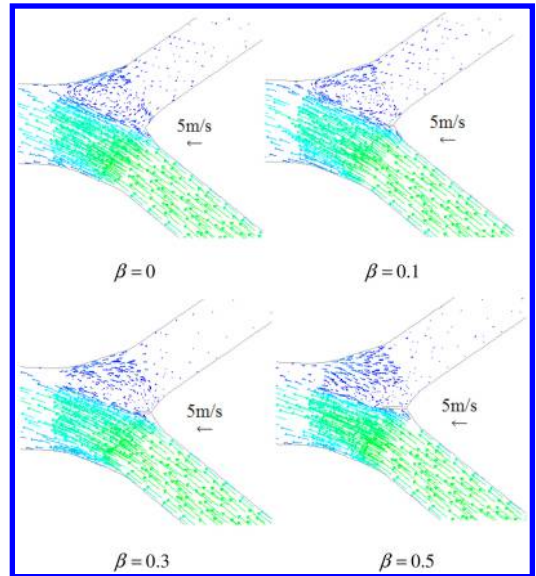 5m/s
←
5m/s
←
β = 0
β = 0.1
5m/s
←
5m/s
←
β = 0.3
β = 0.5